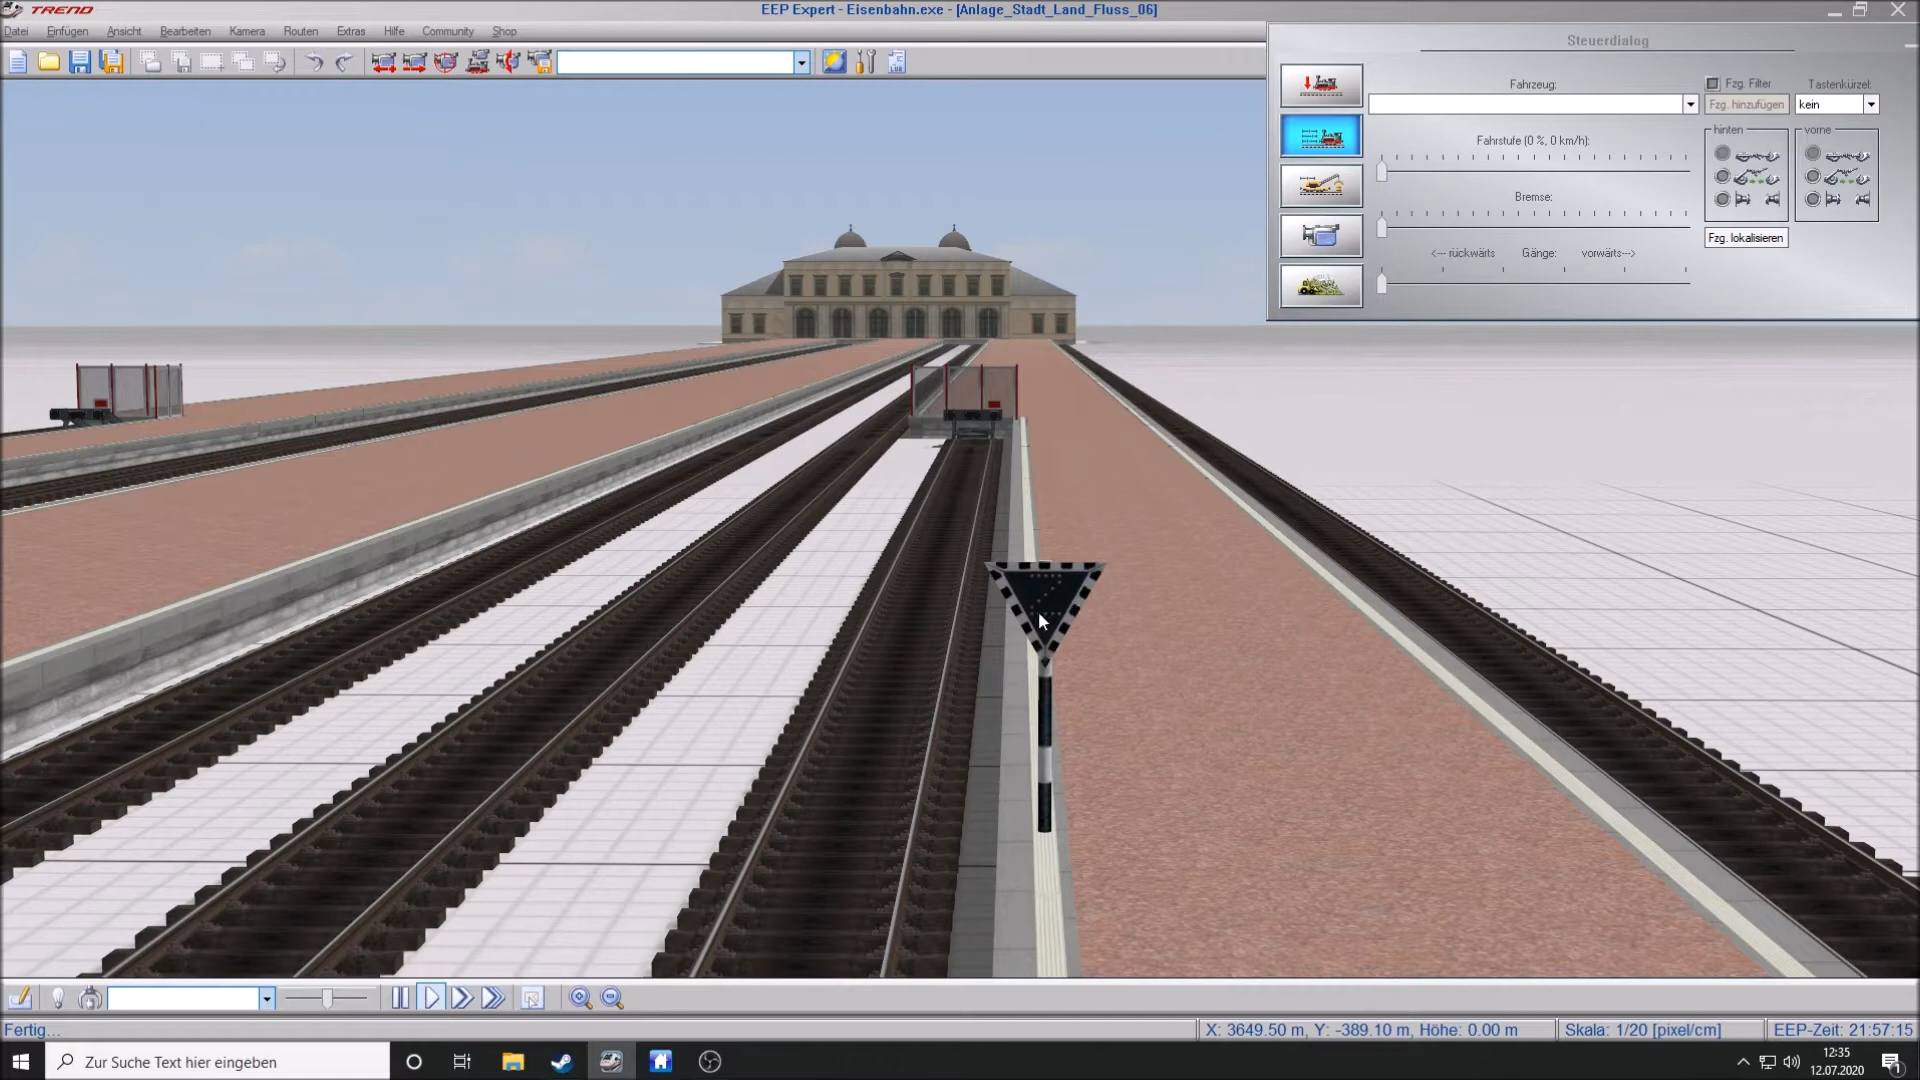 TREND
EEP Expert - Eisenbahn.exe - [Anlage_Stadt_Land_Fluss_06]
Datei Einfügen Ansicht Bearbeiten Kamera Routen Extras Hilfe Community Shop
Steuerdialog
Fahrzeug:
Fzg. Filter
Tastenkürzel:
Fzg. hinzufügen
kein
Fahrstufe (0 %, 0 km/h):
hinten
vorne
Bremse:
Fzg. lokalisieren
<--- rückwärts Gänge: vorwärts--->
Fertig...
X: 3649.50 m, Y: -389.10 m, Höhe: 0.00 m
Skala: 1/20 [pixel/cm]
EEP-Zeit: 21:57:15
Zur Suche Text hier eingeben
12:35
12.07.2020
1